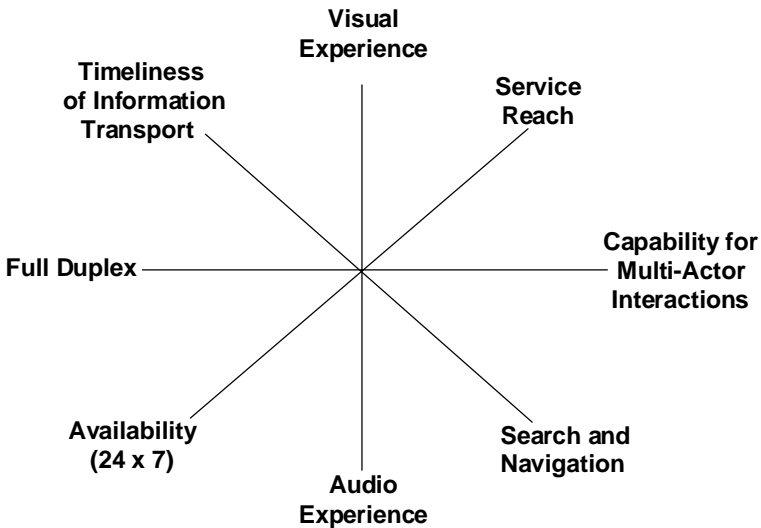 Visual
Experience
Timeliness
of Information
Transport
Service
Reach
Full Duplex
Capability for
Multi-Actor
Interactions
Availability
(24 x 7)
Search and
Navigation
Audio
Experience